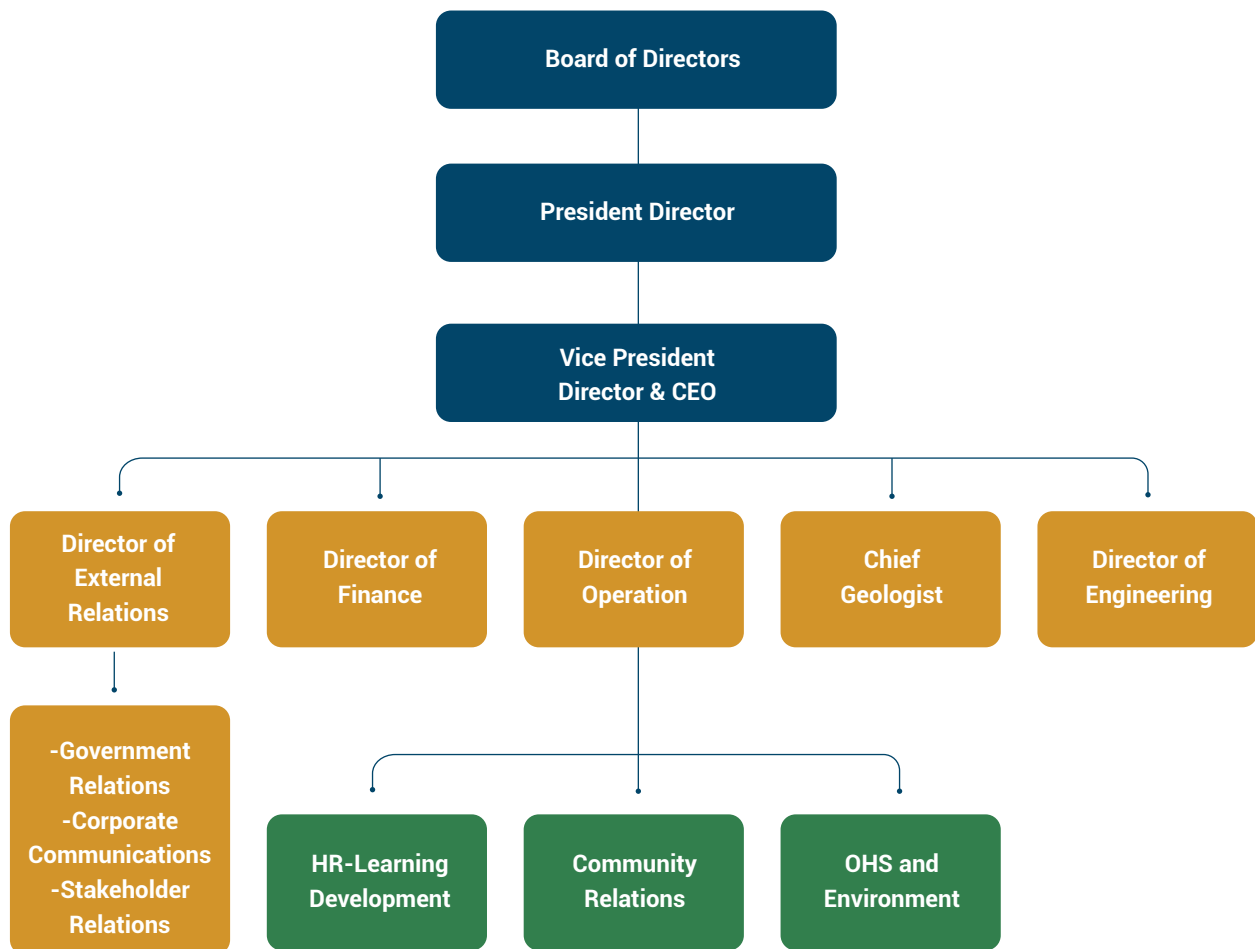 Board of Directors
President Director
Vice President
Director & CEO
Director of
External
Relations
Director of
Finance
Director of
Operation
Chief
Geologist
Director of
Engineering
-Government
Relations
-Corporate
Communications
-Stakeholder
Relations
HR-Learning
Development
Community
Relations
OHS and
Environment